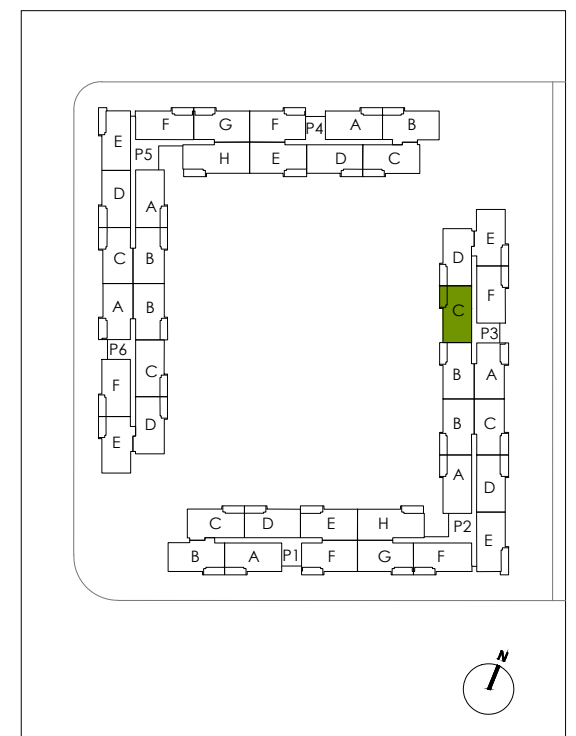 F G F P4 A B
E P5 H E D C
D A
C B
A B
P6
F C
E D
E
D F
C P3
B A
B C
A D
C D E H P2
B A P1 F G F E
N